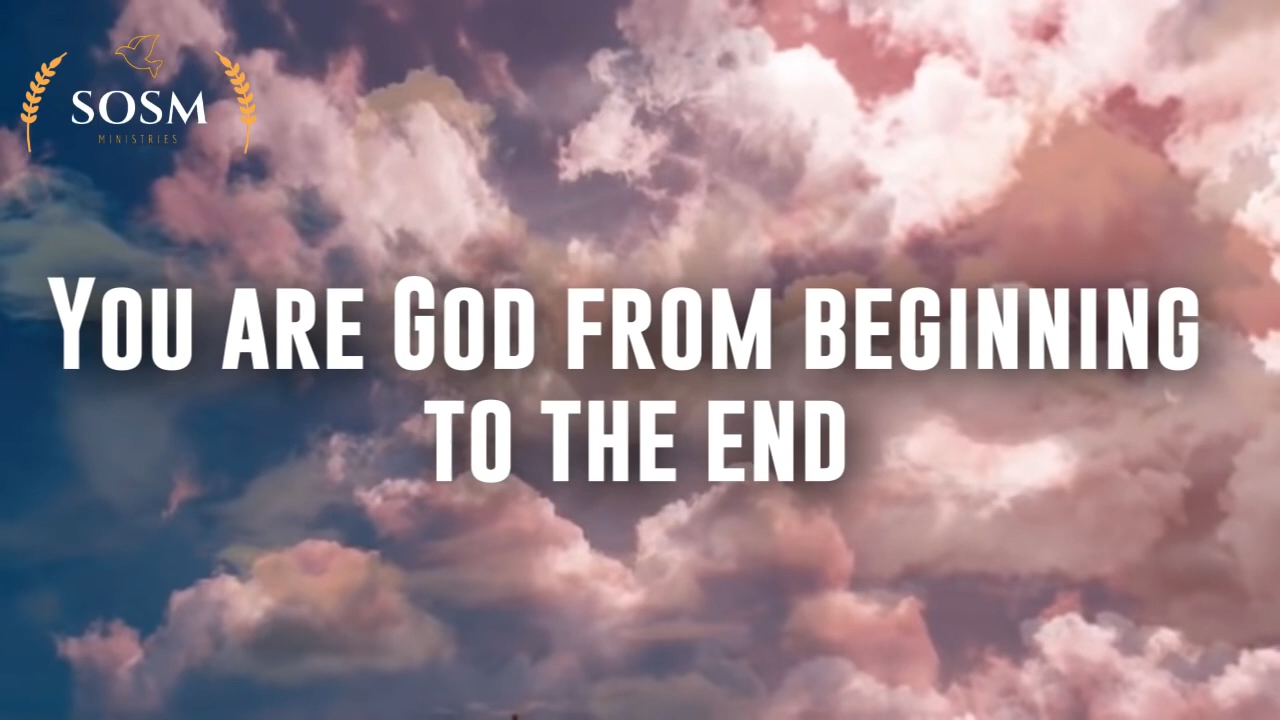 SOSM
MINISTRIES
YOU ARE GOD FROM BEGINNING
TO THE END